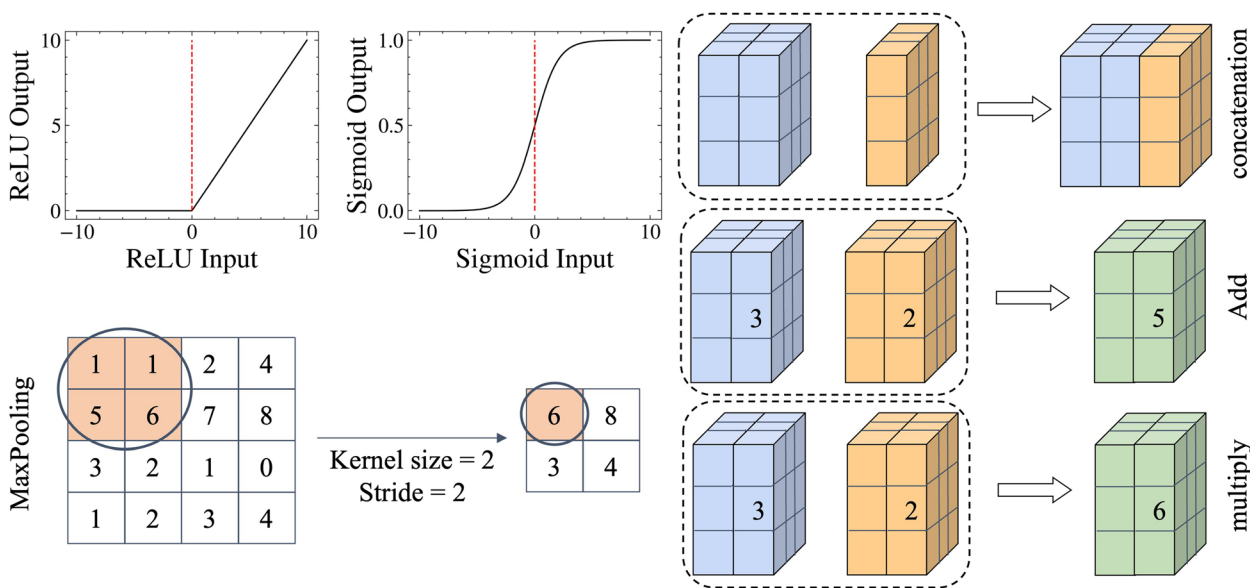 10
5
0
−10
0
10
ReLU Output
ReLU Input
1.0
0.5
0.0
−10
0
10
Sigmoid Output
Sigmoid Input
concatenation
3
2
5
Add
3
2
6
multiply
MaxPooling
1 1 2 4
5 6 7 8
3 2 1 0
1 2 3 4
Kernel size = 2
Stride = 2
6 8
3 4